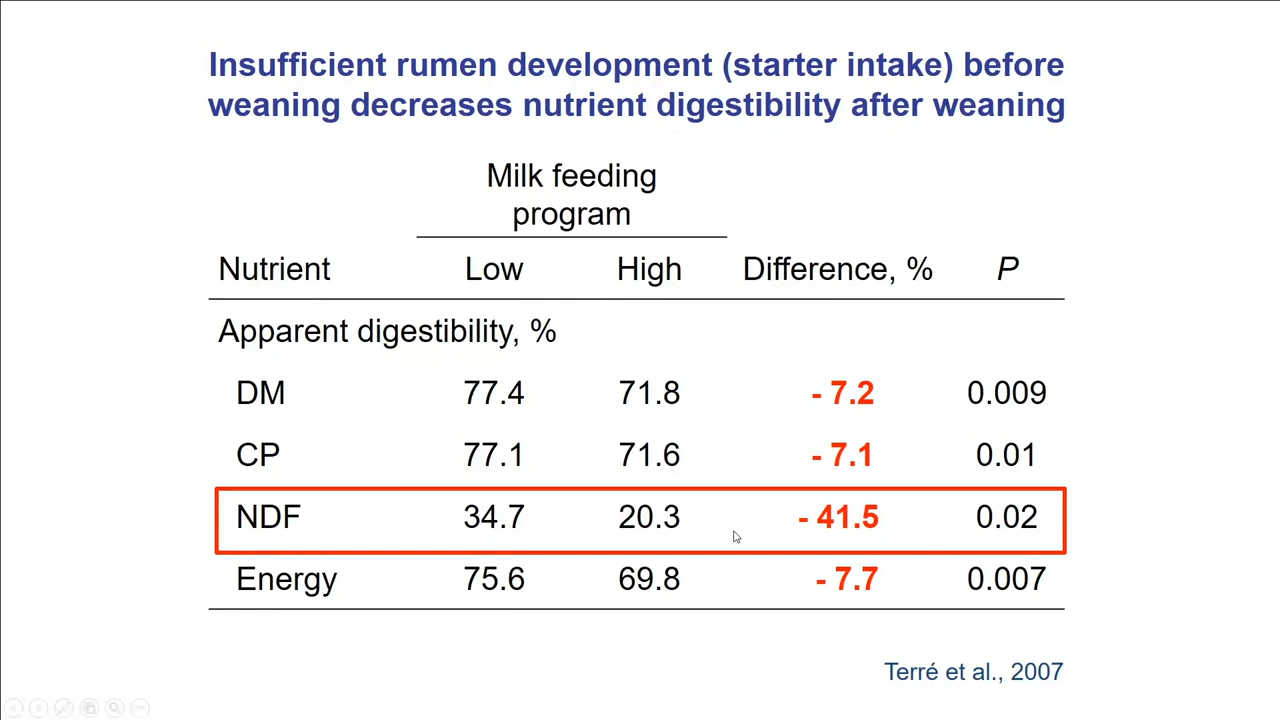 Insufficient rumen development (starter intake) before
weaning decreases nutrient digestibility after weaning
Milk feeding
program
Nutrient Low High Difference, % P
Apparent digestibility, %
DM 77.4 71.8 - 7.2 0.009
CP 77.1 71.6 - 7.1 0.01
NDF 34.7 20.3 - 41.5 0.02
Energy 75.6 69.8 - 7.7 0.007
Terré et al., 2007